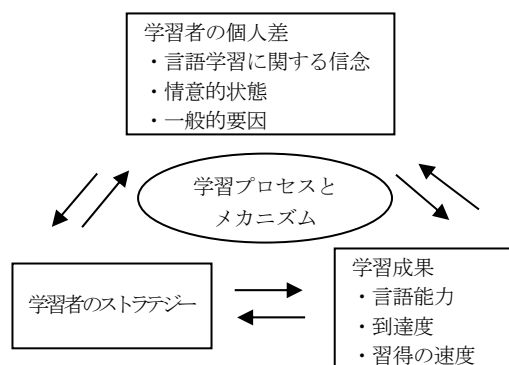 学習者の個人差
・言語学習に関する信念
・情意的状態
・一般的要因
学習プロセスと
メカニズム
学習者のストラテジー
学習成果
・言語能力
・到達度
・習得の速度